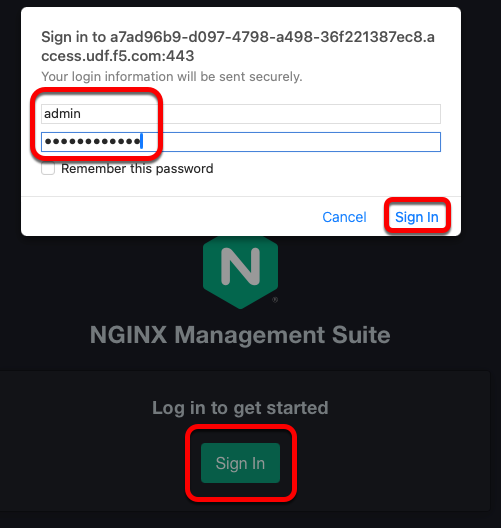 Sign in to a7ad96b9-d097-4798-a498-36f221387ec8.a
ccess.udf.f5.com:443
Your login information will be sent securely.
admin
●●●●●●●●●●●●
Remember this password
Cancel
Sign In
N
®
NGINX Management Suite
Log in to get started
Sign In